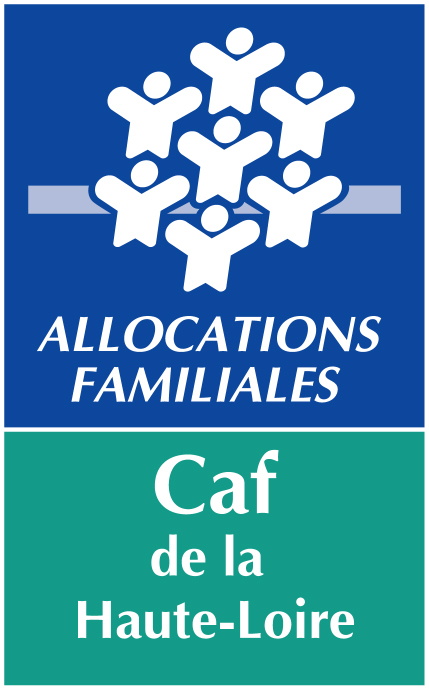 ALLOCATIONS
FAMILIALES
Caf
de la
Haute-Loire